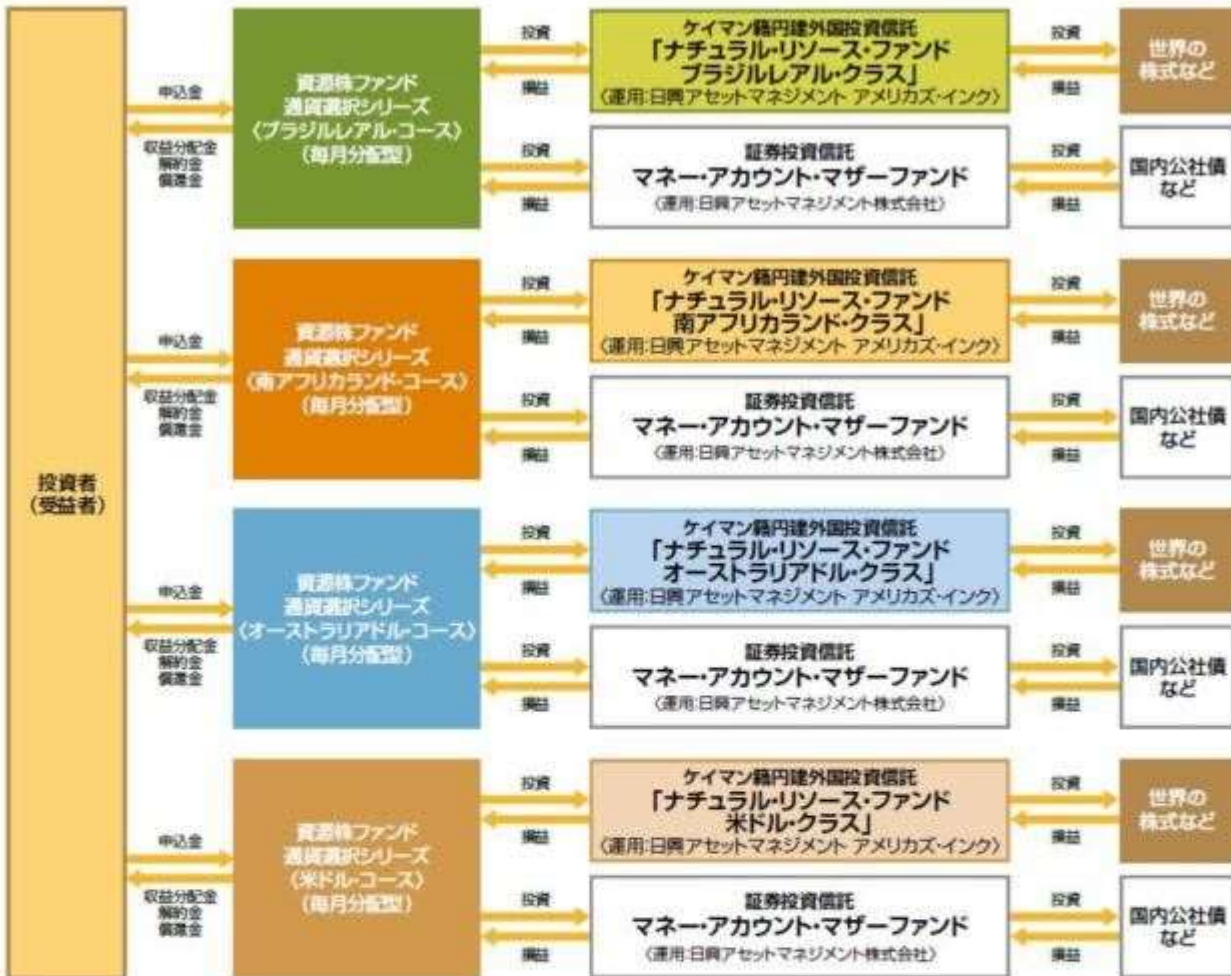 投資者
(受益者)
申込金
収益分配金
解約金
償還金
資源株ファンド
通貨選択シリーズ
〈ブラジルレアル・コース〉
(毎月分配型)
投資
損益
ケイマン籍円建外国投資信託
「ナチュラル・リソース・ファンド
ブラジルレアル・クラス」
〈運用:日興アセットマネジメント アメリカズ・インク〉
投資
損益
世界の
株式など
投資
損益
証券投資信託
マネー・アカウント・マザーファンド
〈運用:日興アセットマネジメント株式会社〉
投資
損益
国内公社債
など
申込金
収益分配金
解約金
償還金
資源株ファンド
通貨選択シリーズ
〈南アフリカランド・コース〉
(毎月分配型)
投資
損益
ケイマン籍円建外国投資信託
「ナチュラル・リソース・ファンド
南アフリカランド・クラス」
〈運用:日興アセットマネジメント アメリカズ・インク〉
投資
損益
世界の
株式など
投資
損益
証券投資信託
マネー・アカウント・マザーファンド
〈運用:日興アセットマネジメント株式会社〉
投資
損益
国内公社債
など
申込金
収益分配金
解約金
償還金
資源株ファンド
通貨選択シリーズ
〈オーストラリアドル・コース〉
(毎月分配型)
投資
損益
ケイマン籍円建外国投資信託
「ナチュラル・リソース・ファンド
オーストラリアドル・クラス」
〈運用:日興アセットマネジメント アメリカズ・インク〉
投資
損益
世界の
株式など
投資
損益
証券投資信託
マネー・アカウント・マザーファンド
〈運用:日興アセットマネジメント株式会社〉
投資
損益
国内公社債
など
申込金
収益分配金
解約金
償還金
資源株ファンド
通貨選択シリーズ
〈米ドル・コース〉
(毎月分配型)
投資
損益
ケイマン籍円建外国投資信託
「ナチュラル・リソース・ファンド
米ドル・クラス」
〈運用:日興アセットマネジメント アメリカズ・インク〉
投資
損益
世界の
株式など
投資
損益
証券投資信託
マネー・アカウント・マザーファンド
〈運用:日興アセットマネジメント株式会社〉
投資
損益
国内公社債
など